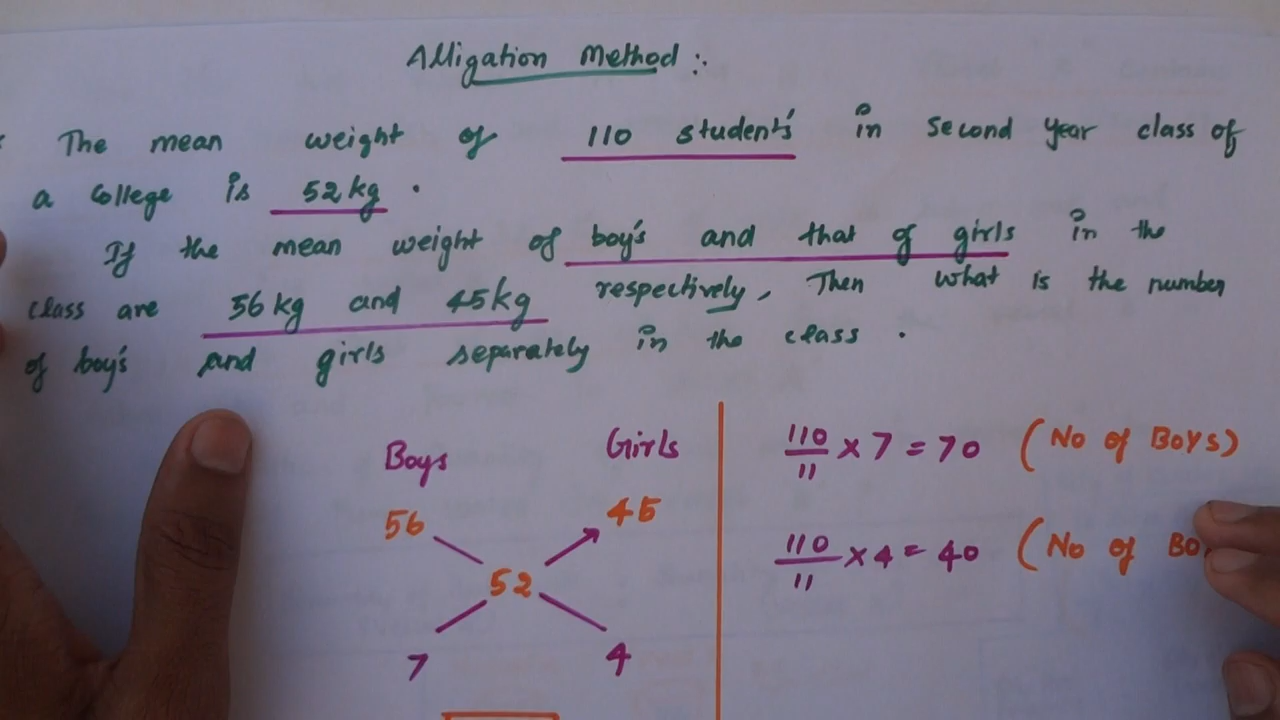 Alligation Method :
The mean weight of 110 students' in second year class of
a college is 52 kg .
If the mean weight of boy's and that of girls in the
class are 56 kg and 45 kg respectively, Then what is the number
of boy's and girls separately in the class .
Boys Girls
56 45
52
7 4
110/11 × 7 = 70 (No of BOYS)
110/11 × 4 = 40 (No of BO